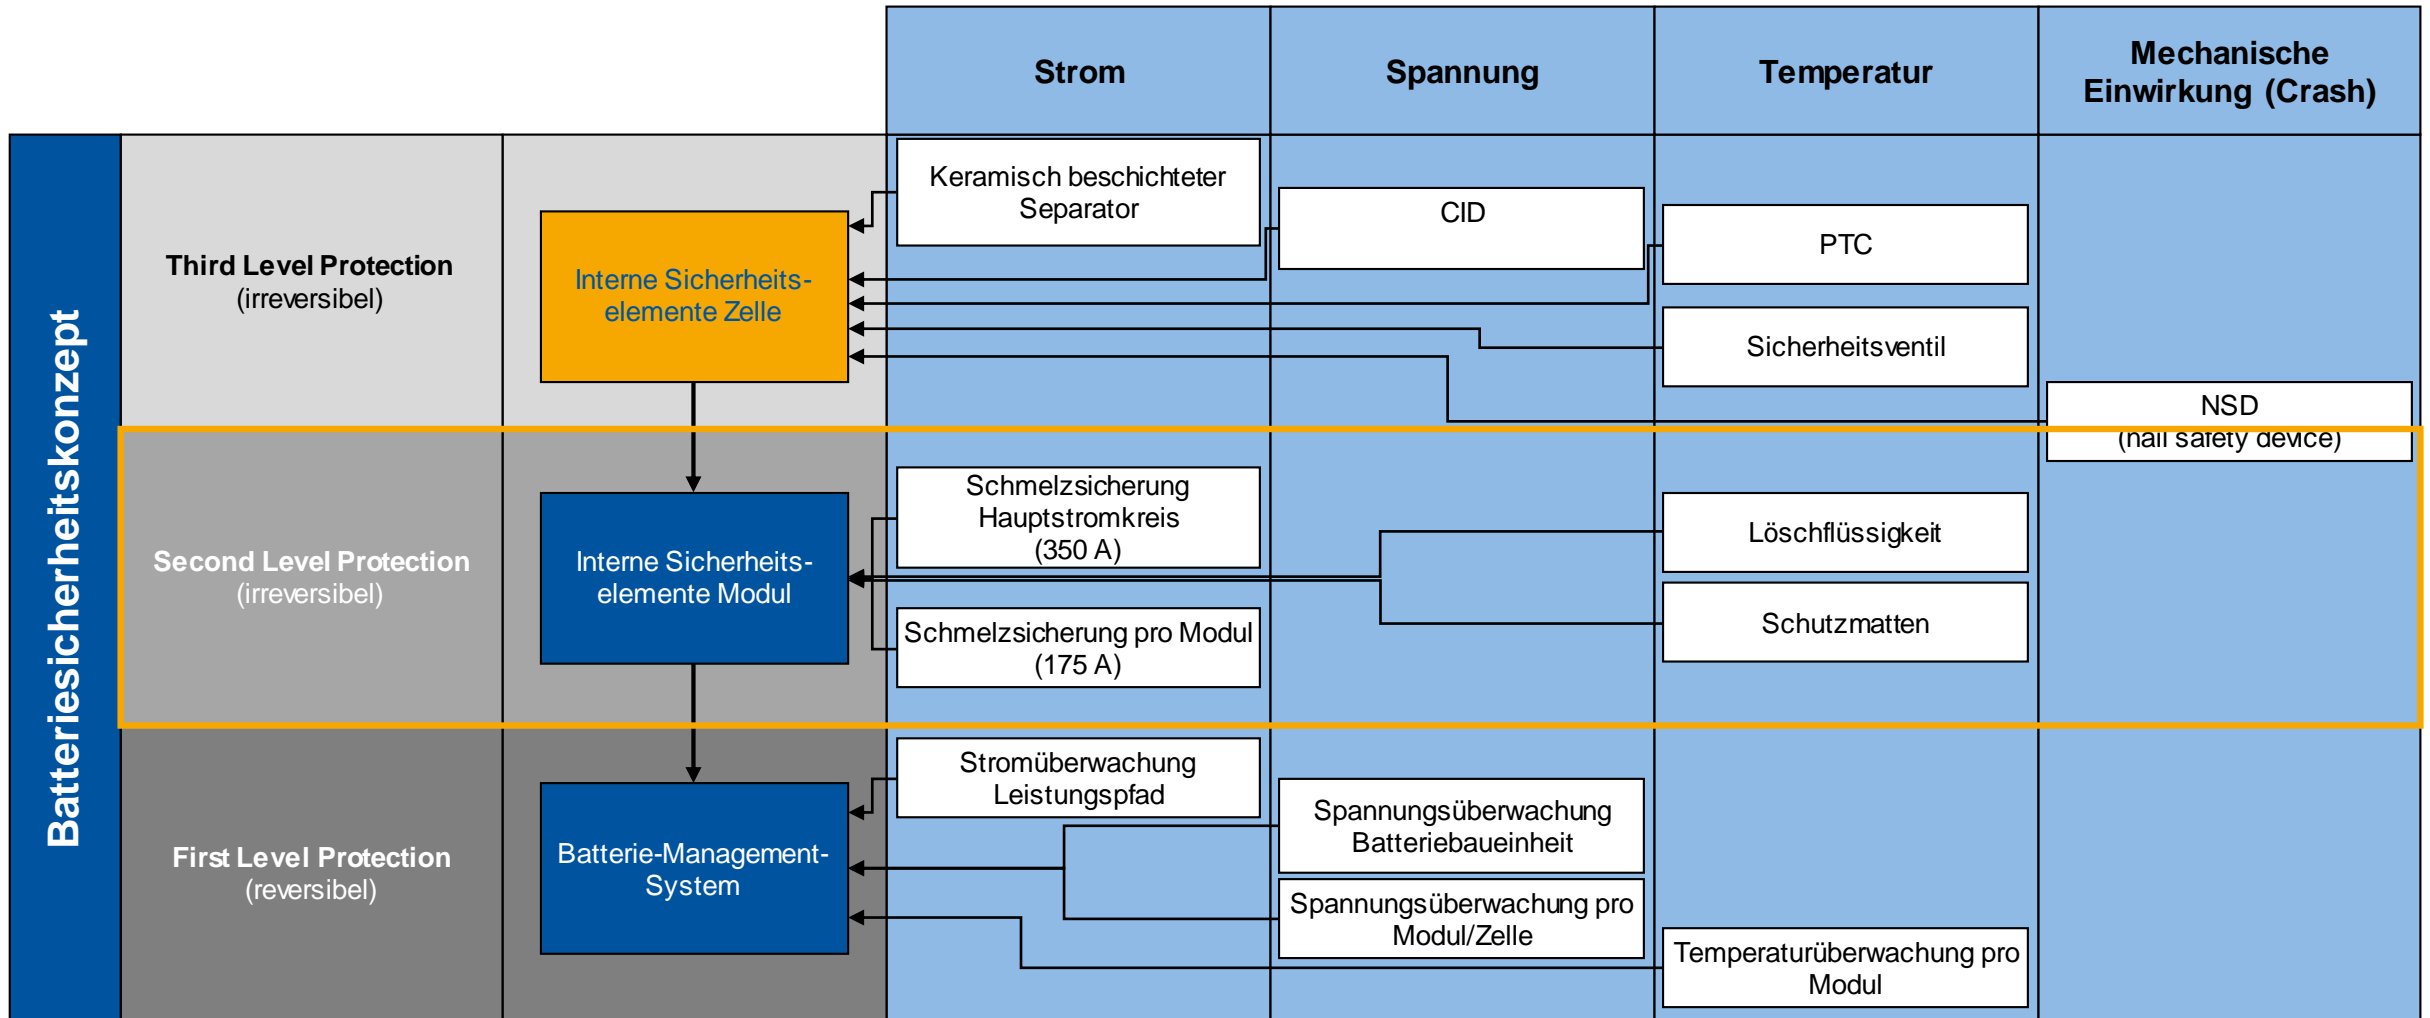 Strom
Spannung
Temperatur
Mechanische
Einwirkung (Crash)
Batteriesicherheitskonzept
Third Level Protection
(irreversibel)
Interne Sicherheits-
elemente Zelle
Keramisch beschichteter
Separator
CID
PTC
Sicherheitsventil
NSD
(nail safety device)
Second Level Protection
(irreversibel)
Interne Sicherheits-
elemente Modul
Schmelzsicherung
Hauptstromkreis
(350 A)
Schmelzsicherung pro Modul
(175 A)
Löschflüssigkeit
Schutzmatten
First Level Protection
(reversibel)
Batterie-Management-
System
Stromüberwachung
Leistungspfad
Spannungsüberwachung
Batteriebaueinheit
Spannungsüberwachung pro
Modul/Zelle
Temperaturüberwachung pro
Modul